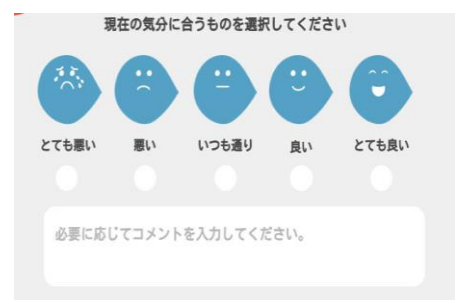 現在の気分に合うものを選択してください
とても悪い 悪い いつも通り 良い とても良い
必要に応じてコメントを入力してください。